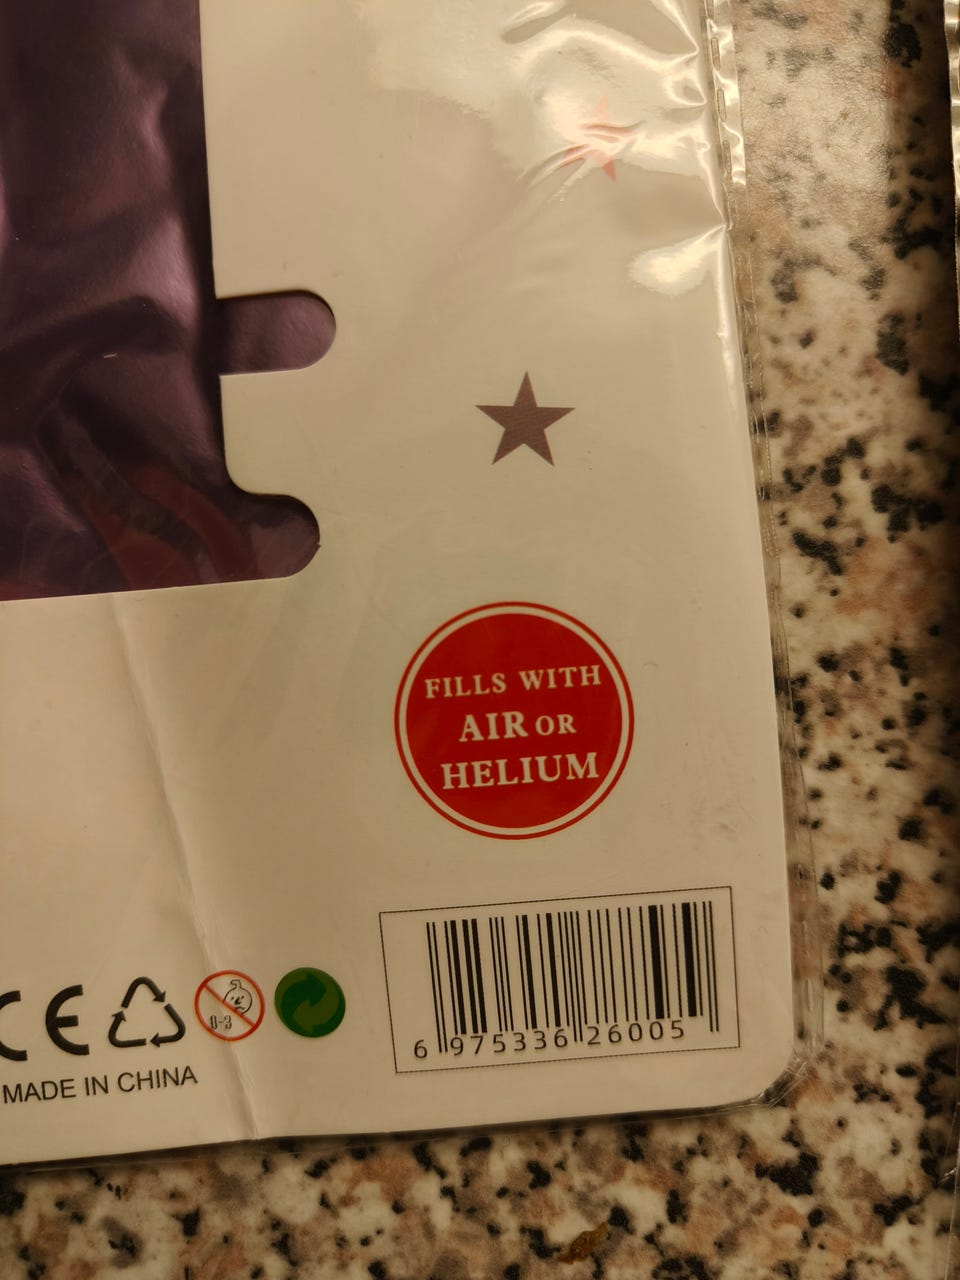 FILLS WITH
AIR OR
HELIUM
6 975336 26005
CE
0-3
MADE IN CHINA